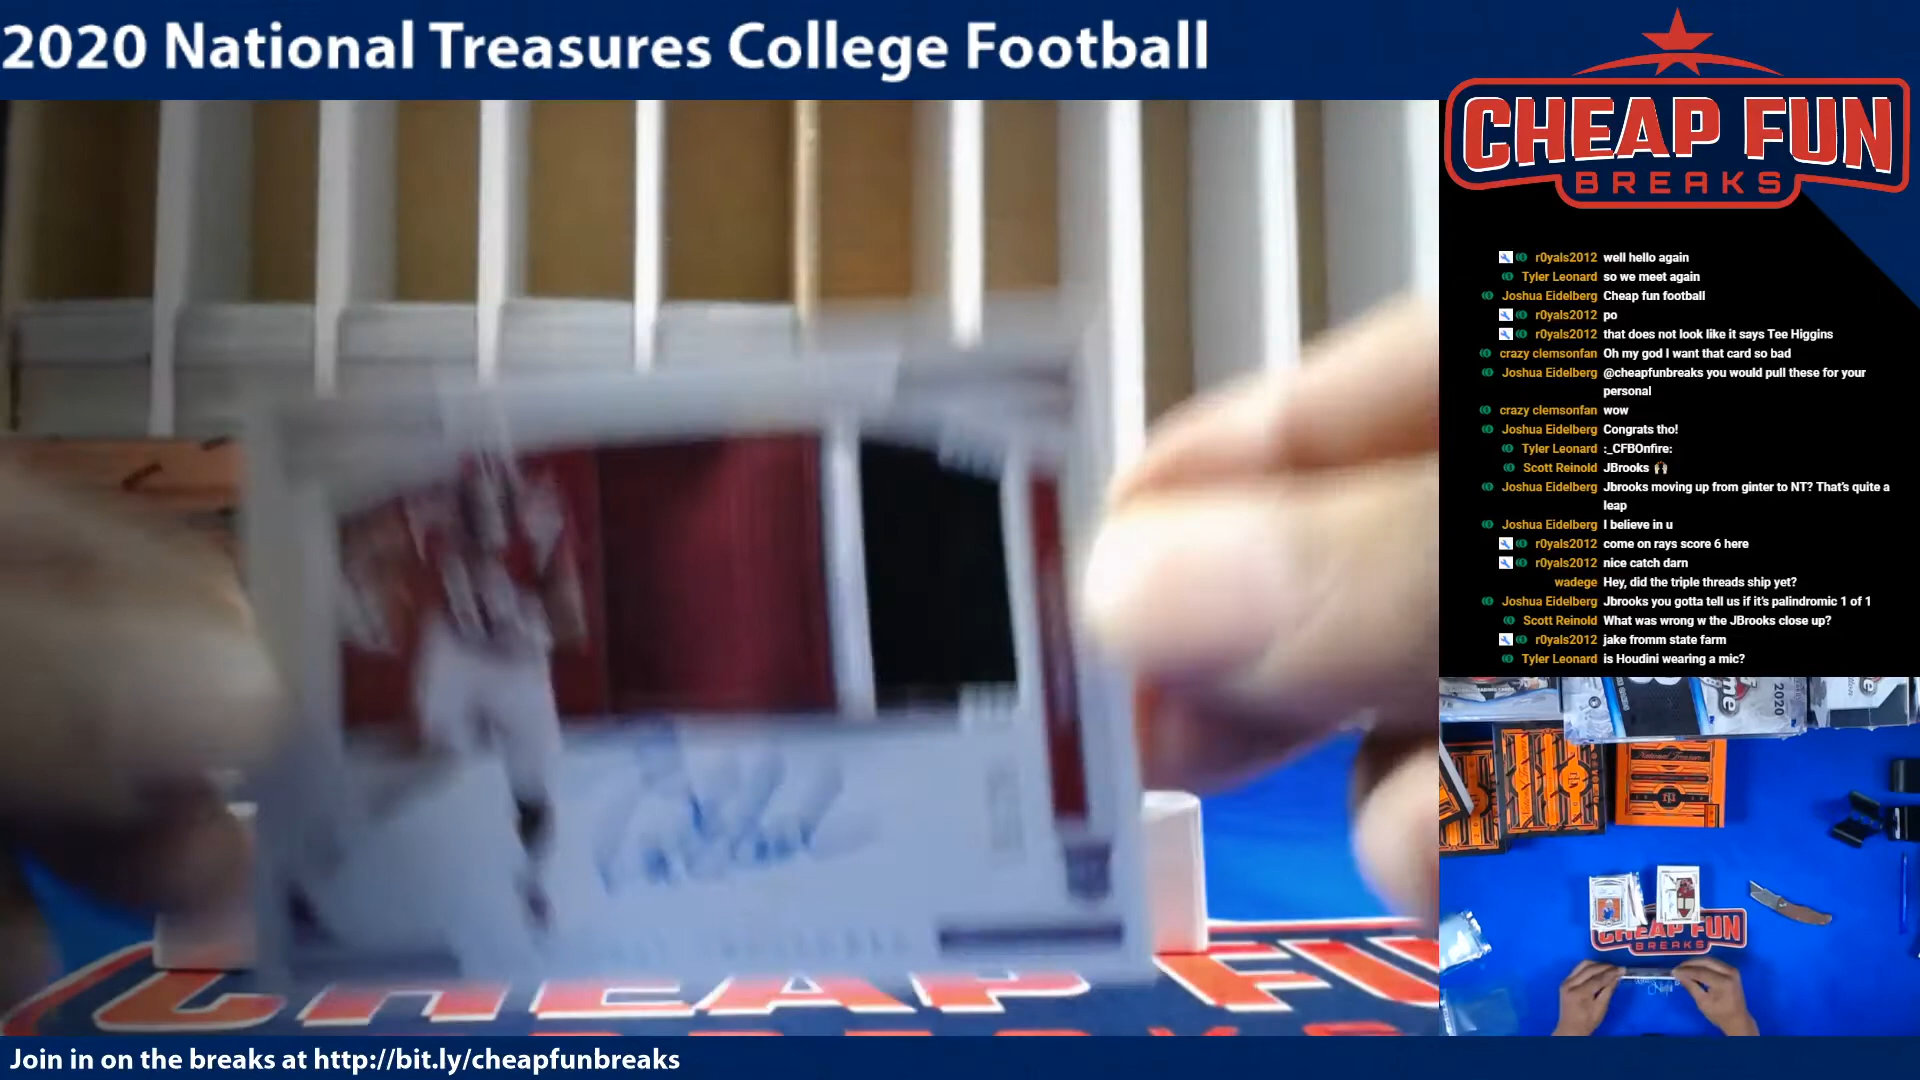 2020 National Treasures College Football
CHEAP FUN
BREAKS
r0yals2012 well hello again
Tyler Leonard so we meet again
Joshua Eidelberg Cheap fun football
r0yals2012 po
r0yals2012 that does not look like it says Tee Higgins
crazy clemsonfan Oh my god I want that card so bad
Joshua Eidelberg @cheapfunbreaks you would pull these for your
personal
crazy clemsonfan wow
Joshua Eidelberg Congrats tho!
Tyler Leonard :_CFBOnfire:
Scott Reinold JBrooks 🙌
Joshua Eidelberg Jbrooks moving up from ginter to NT? That's quite a
leap
Joshua Eidelberg I believe in u
r0yals2012 come on rays score 6 here
r0yals2012 nice catch darn
wadege Hey, did the triple threads ship yet?
Joshua Eidelberg Jbrooks you gotta tell us if it's palindromic 1 of 1
Scott Reinold What was wrong w the JBrooks close up?
r0yals2012 jake fromm state farm
Tyler Leonard is Houdini wearing a mic?
2020
CHEAP FUN
BREAKS
CHEAP FU
Join in on the breaks at http://bit.ly/cheapfunbreaks